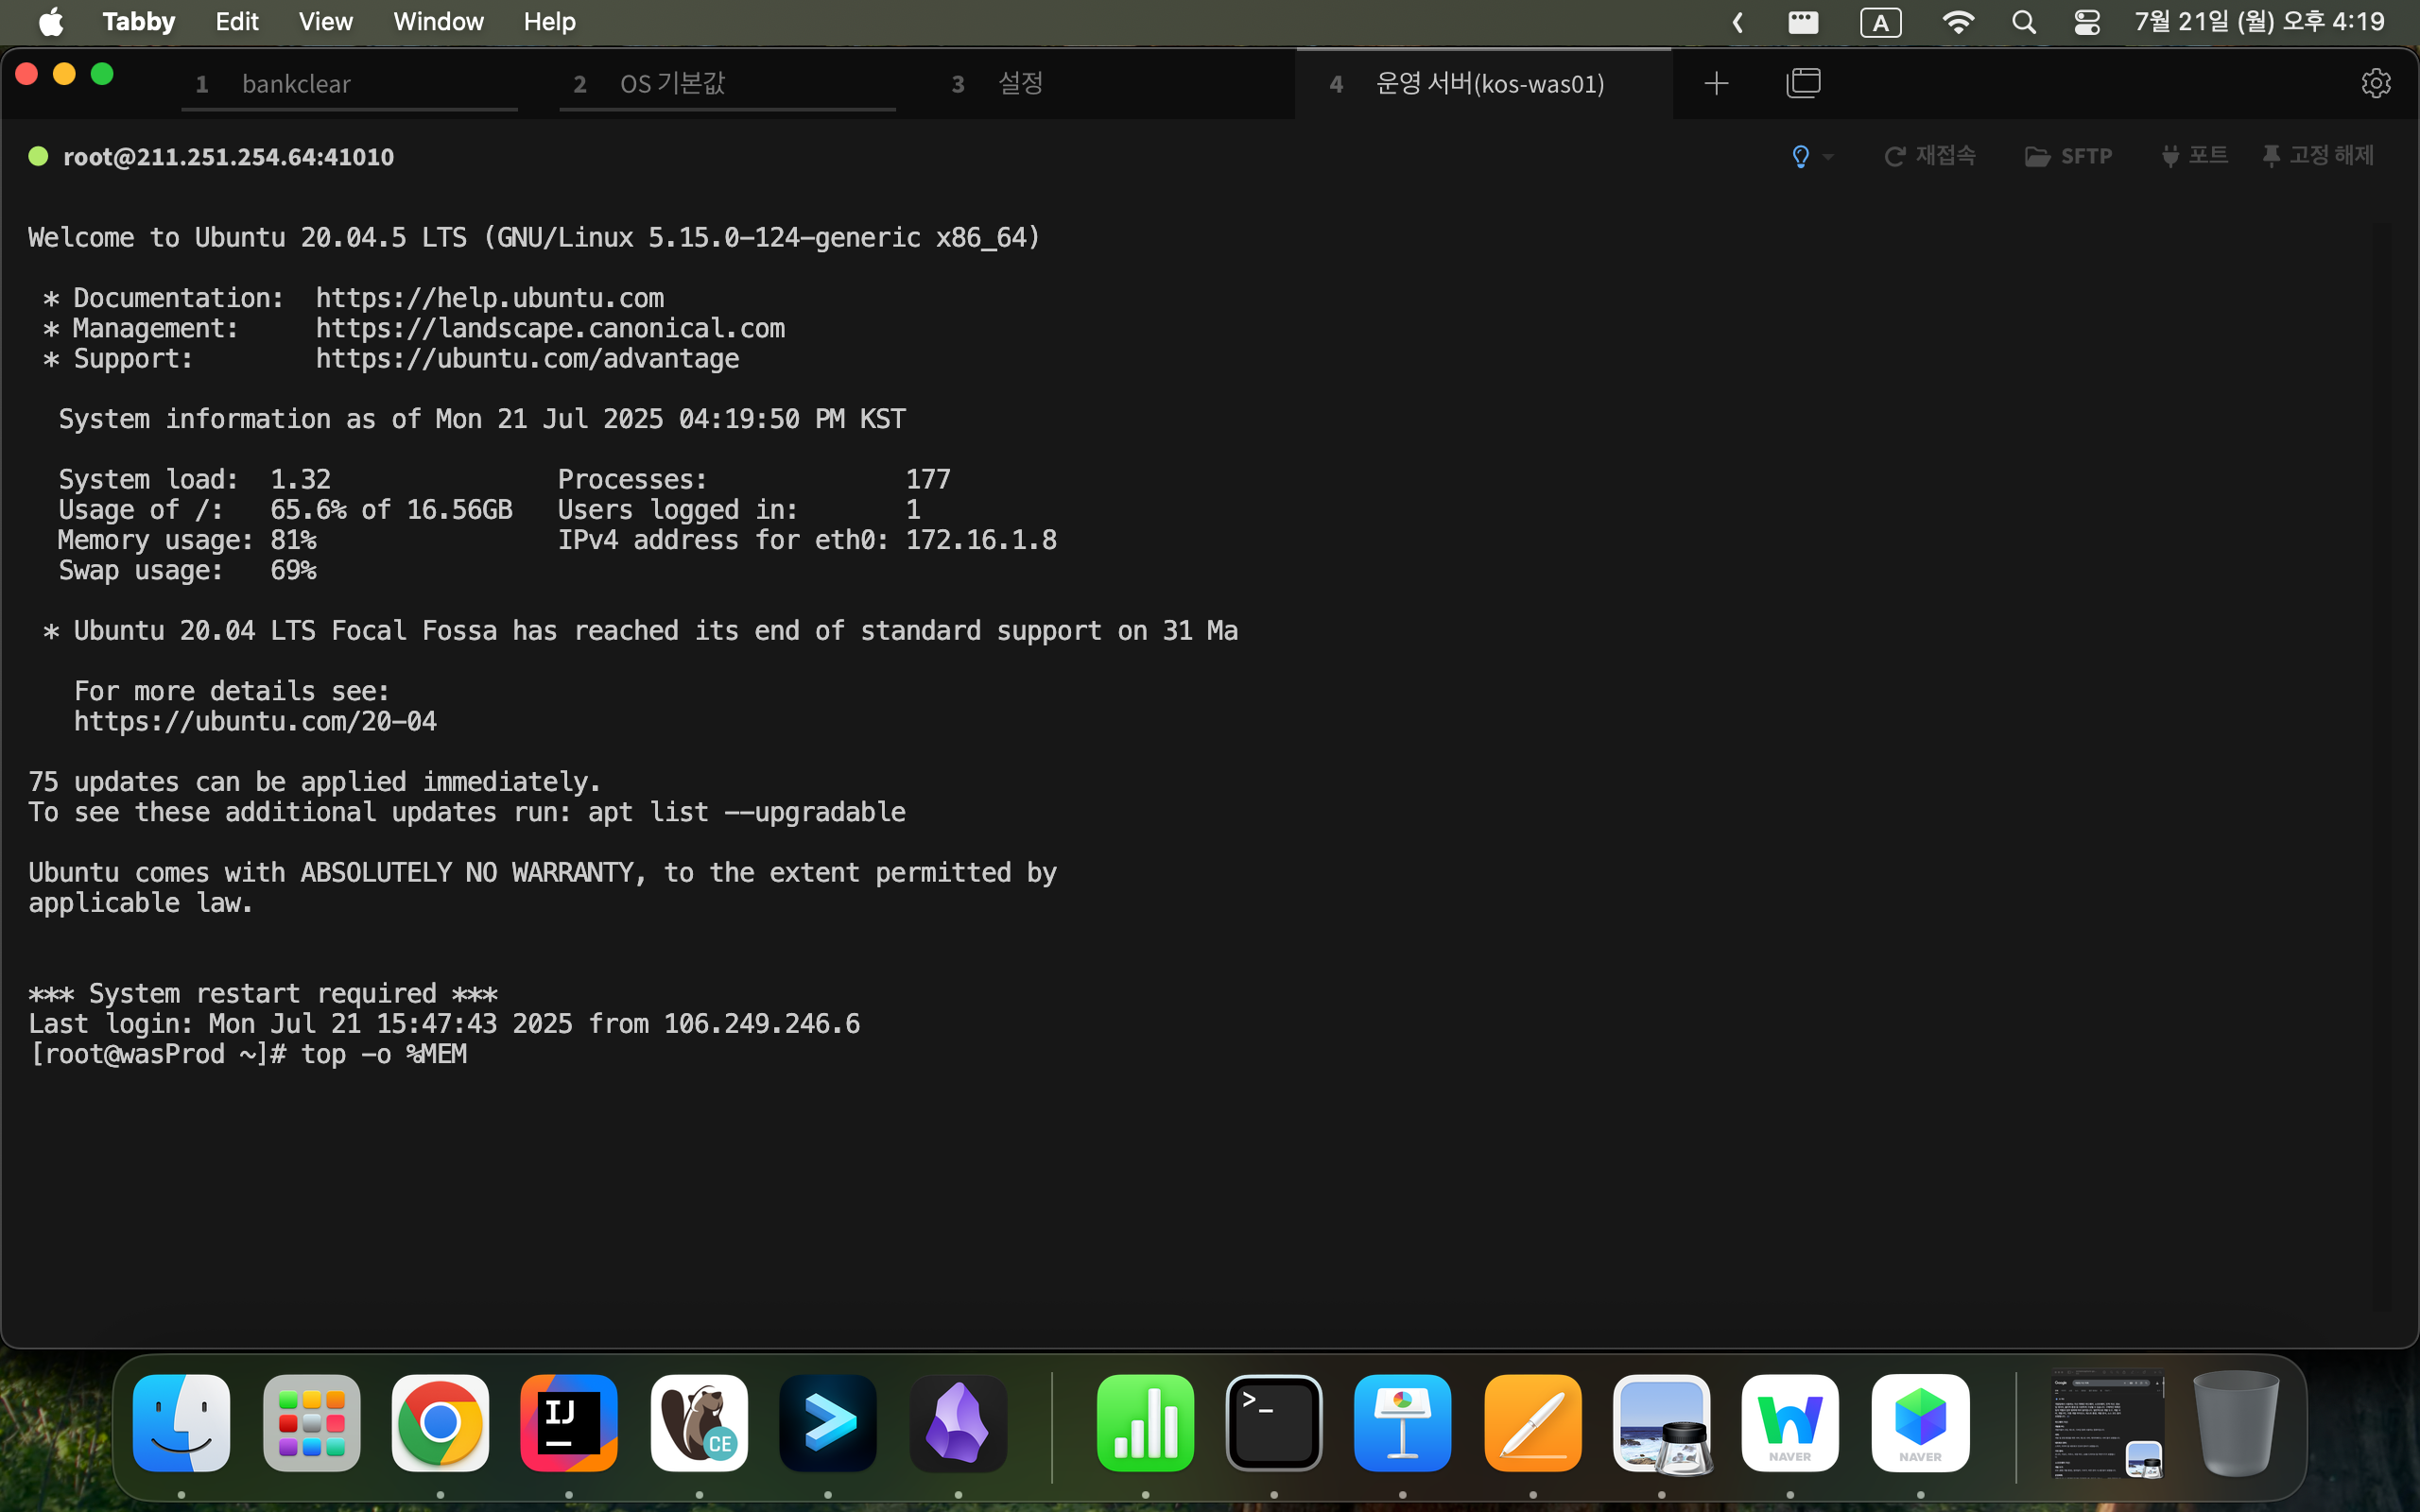 Tabby Edit View Window Help A 7월 21일 (월) 오후 4:19
1 bankclear 2 OS 기본값 3 설정 4 운영 서버(kos-was01)
root@211.251.254.64:41010 재접속 SFTP 포트 고정 해제
Welcome to Ubuntu 20.04.5 LTS (GNU/Linux 5.15.0-124-generic x86_64)
* Documentation: https://help.ubuntu.com
* Management: https://landscape.canonical.com
* Support: https://ubuntu.com/advantage
System information as of Mon 21 Jul 2025 04:19:50 PM KST
System load: 1.32 Processes: 177
Usage of /: 65.6% of 16.56GB Users logged in: 1
Memory usage: 81% IPv4 address for eth0: 172.16.1.8
Swap usage: 69%
* Ubuntu 20.04 LTS Focal Fossa has reached its end of standard support on 31 Ma
For more details see:
https://ubuntu.com/20-04
75 updates can be applied immediately.
To see these additional updates run: apt list --upgradable
Ubuntu comes with ABSOLUTELY NO WARRANTY, to the extent permitted by
applicable law.
*** System restart required ***
Last login: Mon Jul 21 15:47:43 2025 from 106.249.246.6
[root@wasProd ~]# top -o %MEM
IJ CE >_ NAVER NAVER